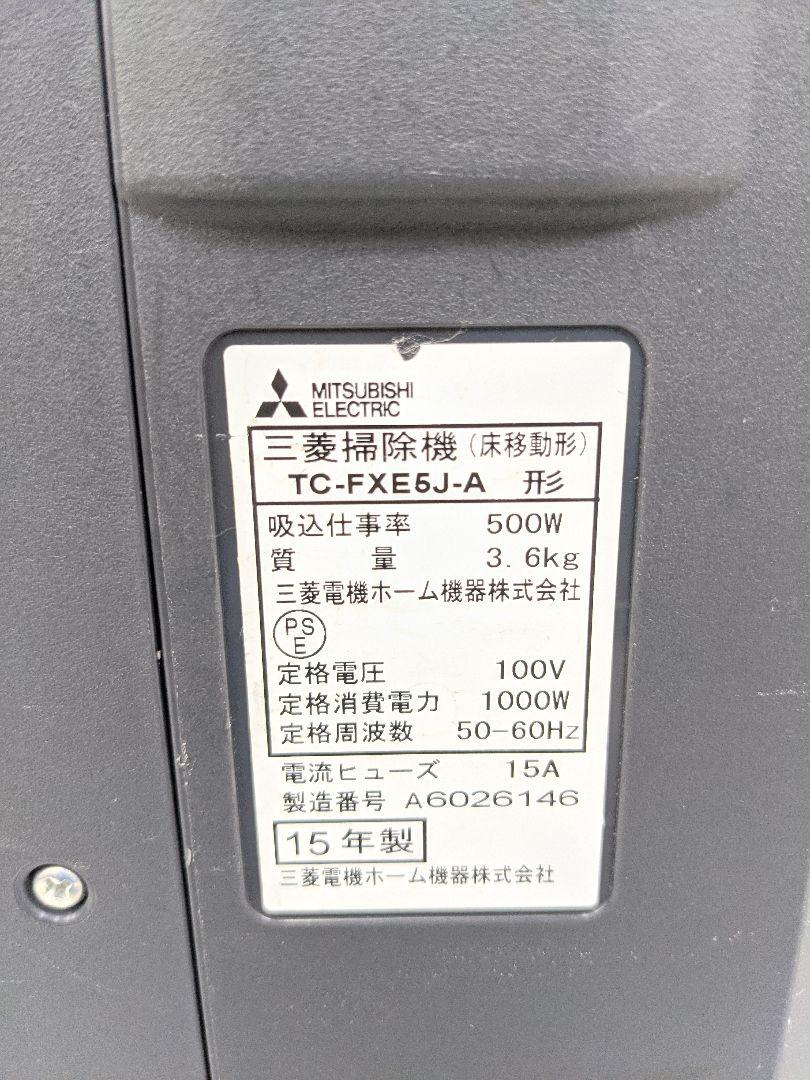 MITSUBISHI
ELECTRIC
三菱掃除機(床移動形)
TC-FXE5J-A 形
吸込仕事率 500W
質量 3.6kg
三菱電機ホーム機器株式会社
PS
E
定格電圧 100V
定格消費電力 1000W
定格周波数 50-60Hz
電流ヒューズ 15A
製造番号 A6026146
15年製
三菱電機ホーム機器株式会社